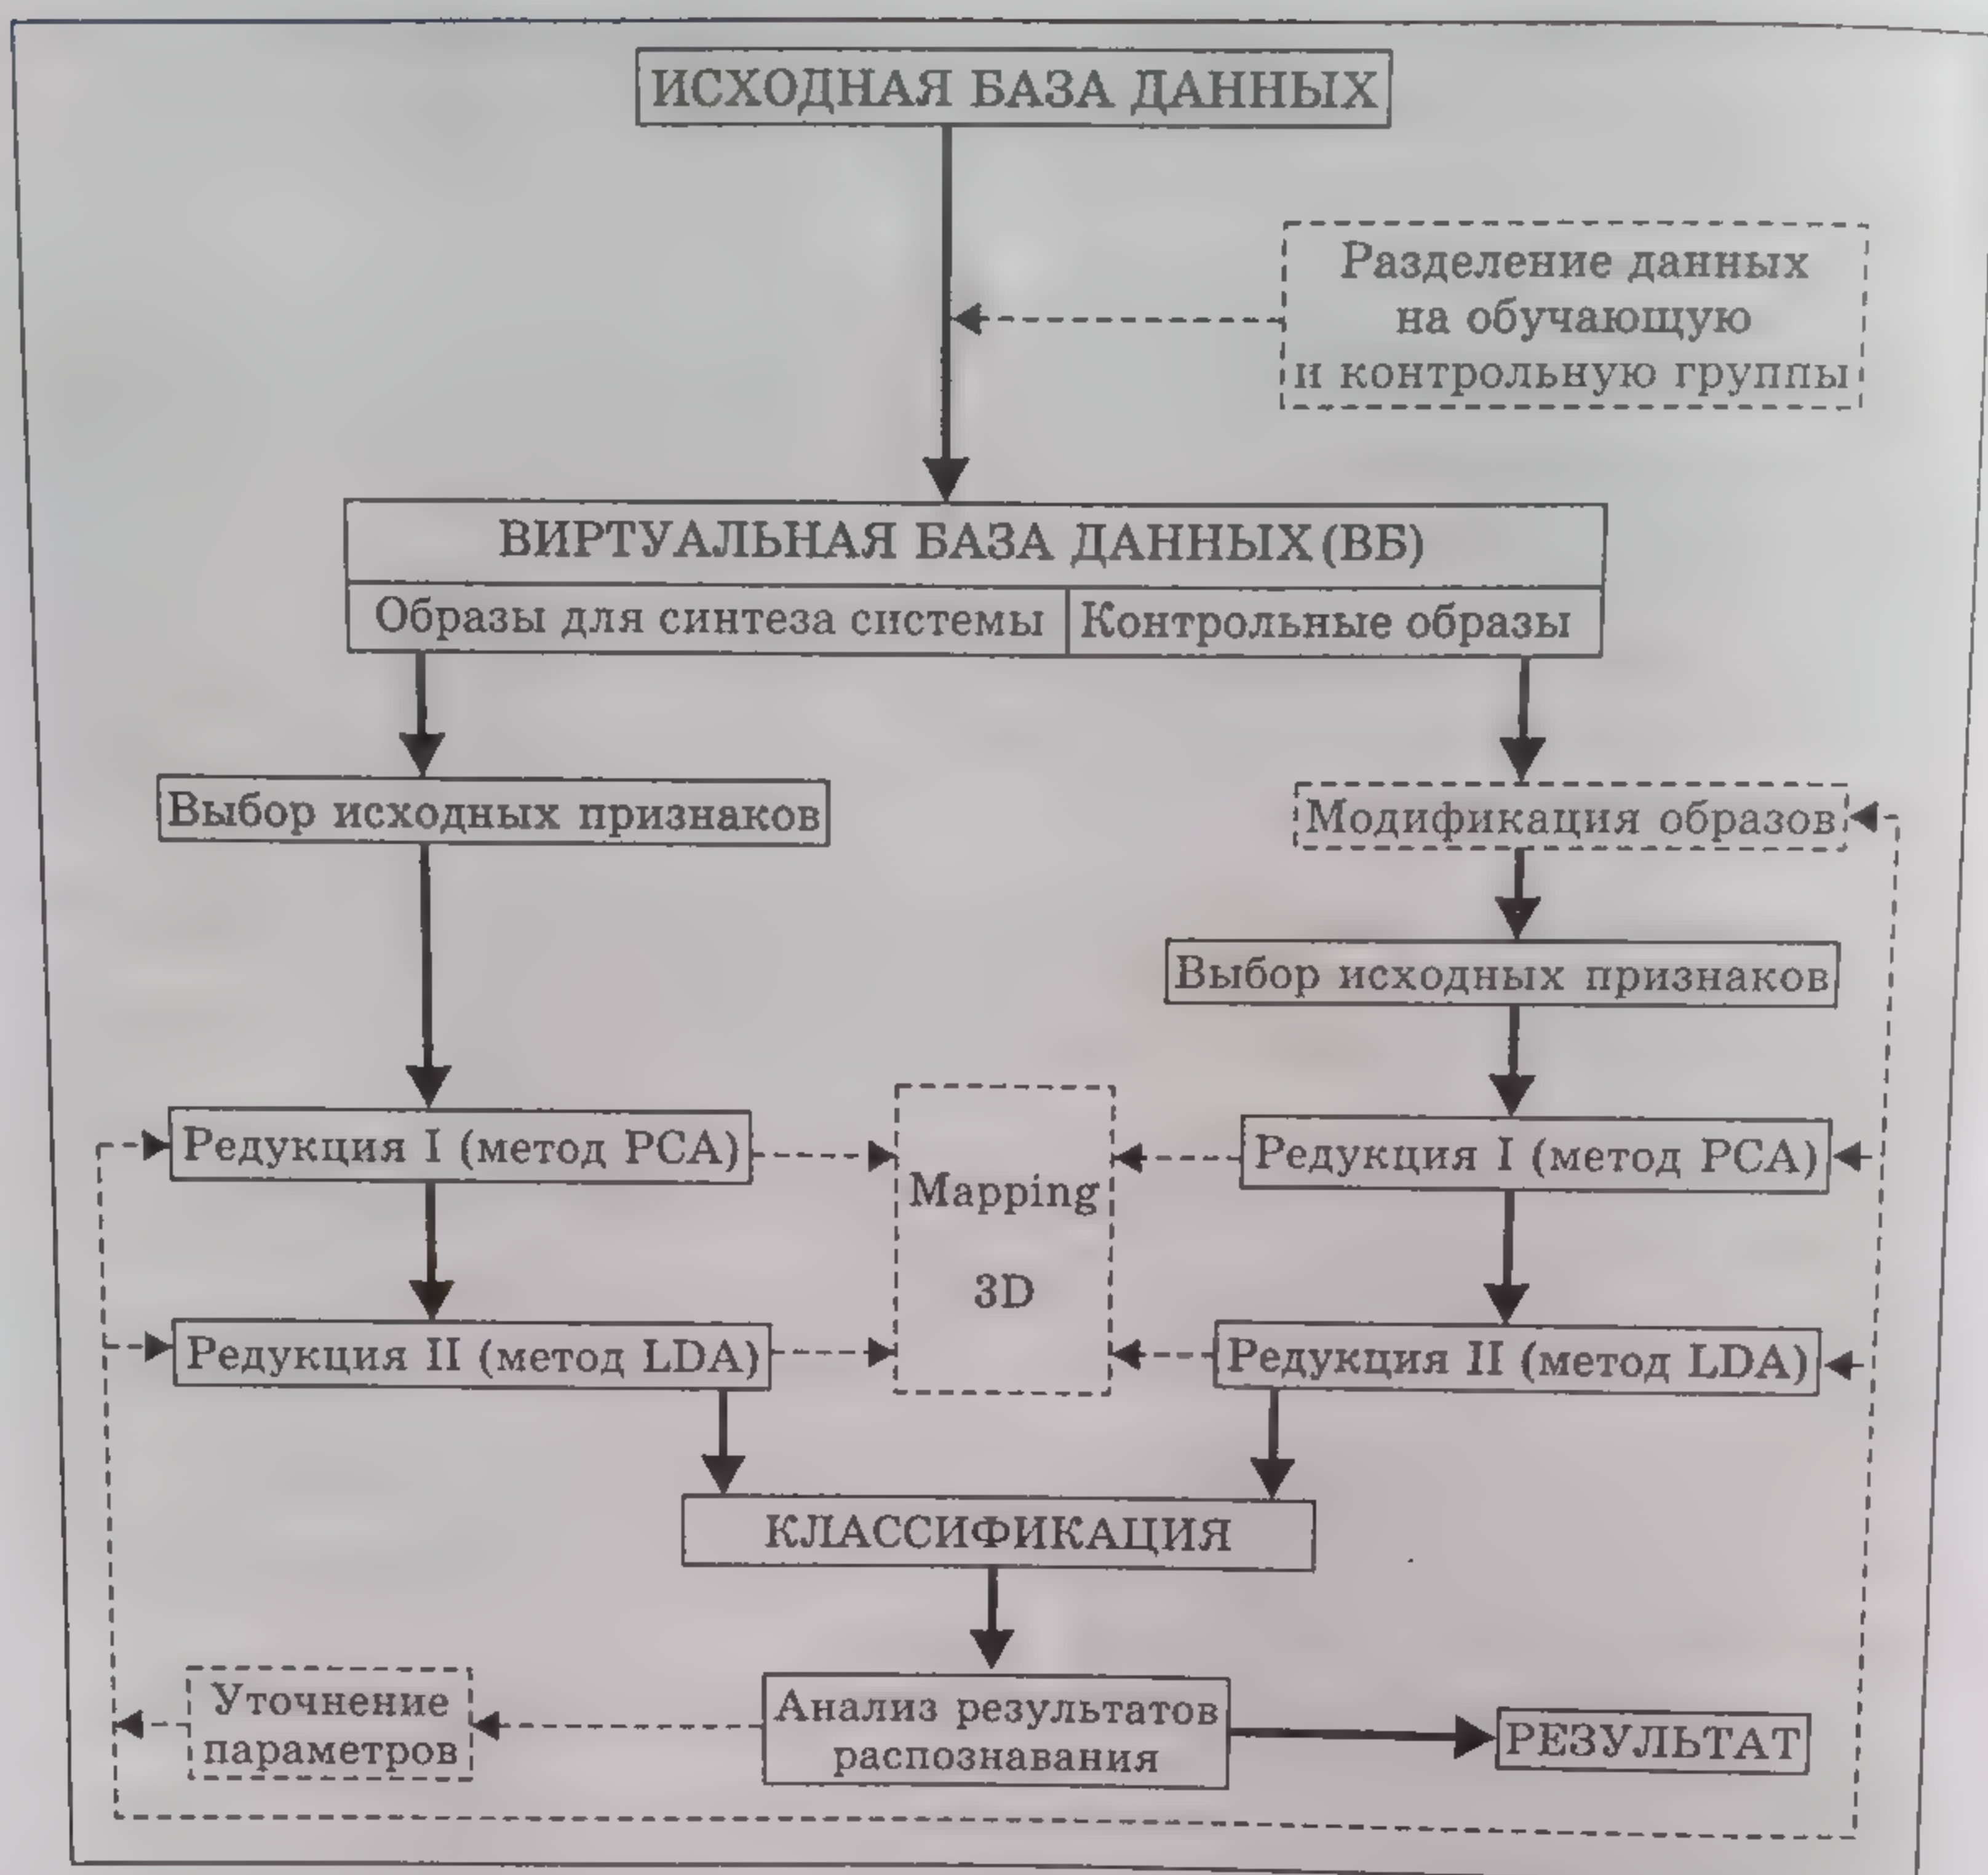 ИСХОДНАЯ БАЗА ДАННЫХ
Разделение данных
на обучающую
и контрольную группы
ВИРТУАЛЬНАЯ БАЗА ДАННЫХ (ВБ)
Образы для синтеза системы
Контрольные образы
Выбор исходных признаков
Модификация образов
Выбор исходных признаков
Редукция I (метод PCA)
Mapping
3D
Редукция I (метод PCA)
Редукция II (метод LDA)
Редукция II (метод LDA)
КЛАССИФИКАЦИЯ
Уточнение
параметров
Анализ результатов
распознавания
РЕЗУЛЬТАТ